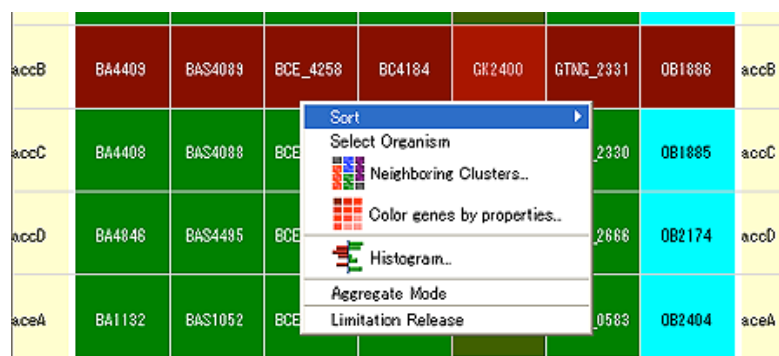 accB BA4409 BAS4089 BCE_4258 BC4184 GK2400 GTNG_2331 OB1886 accB
Sort
Select Organism
accC BA4408 BAS4088 BCE _2330 OB1885 accC
Neighboring Clusters..
Color genes by properties..
accD BA4846 BAS4495 BCE _2666 OB2174 accD
Histogram...
Aggregate Mode
aceA BA1132 BAS1052 BCE _0583 OB2404 aceA
Limitation Release